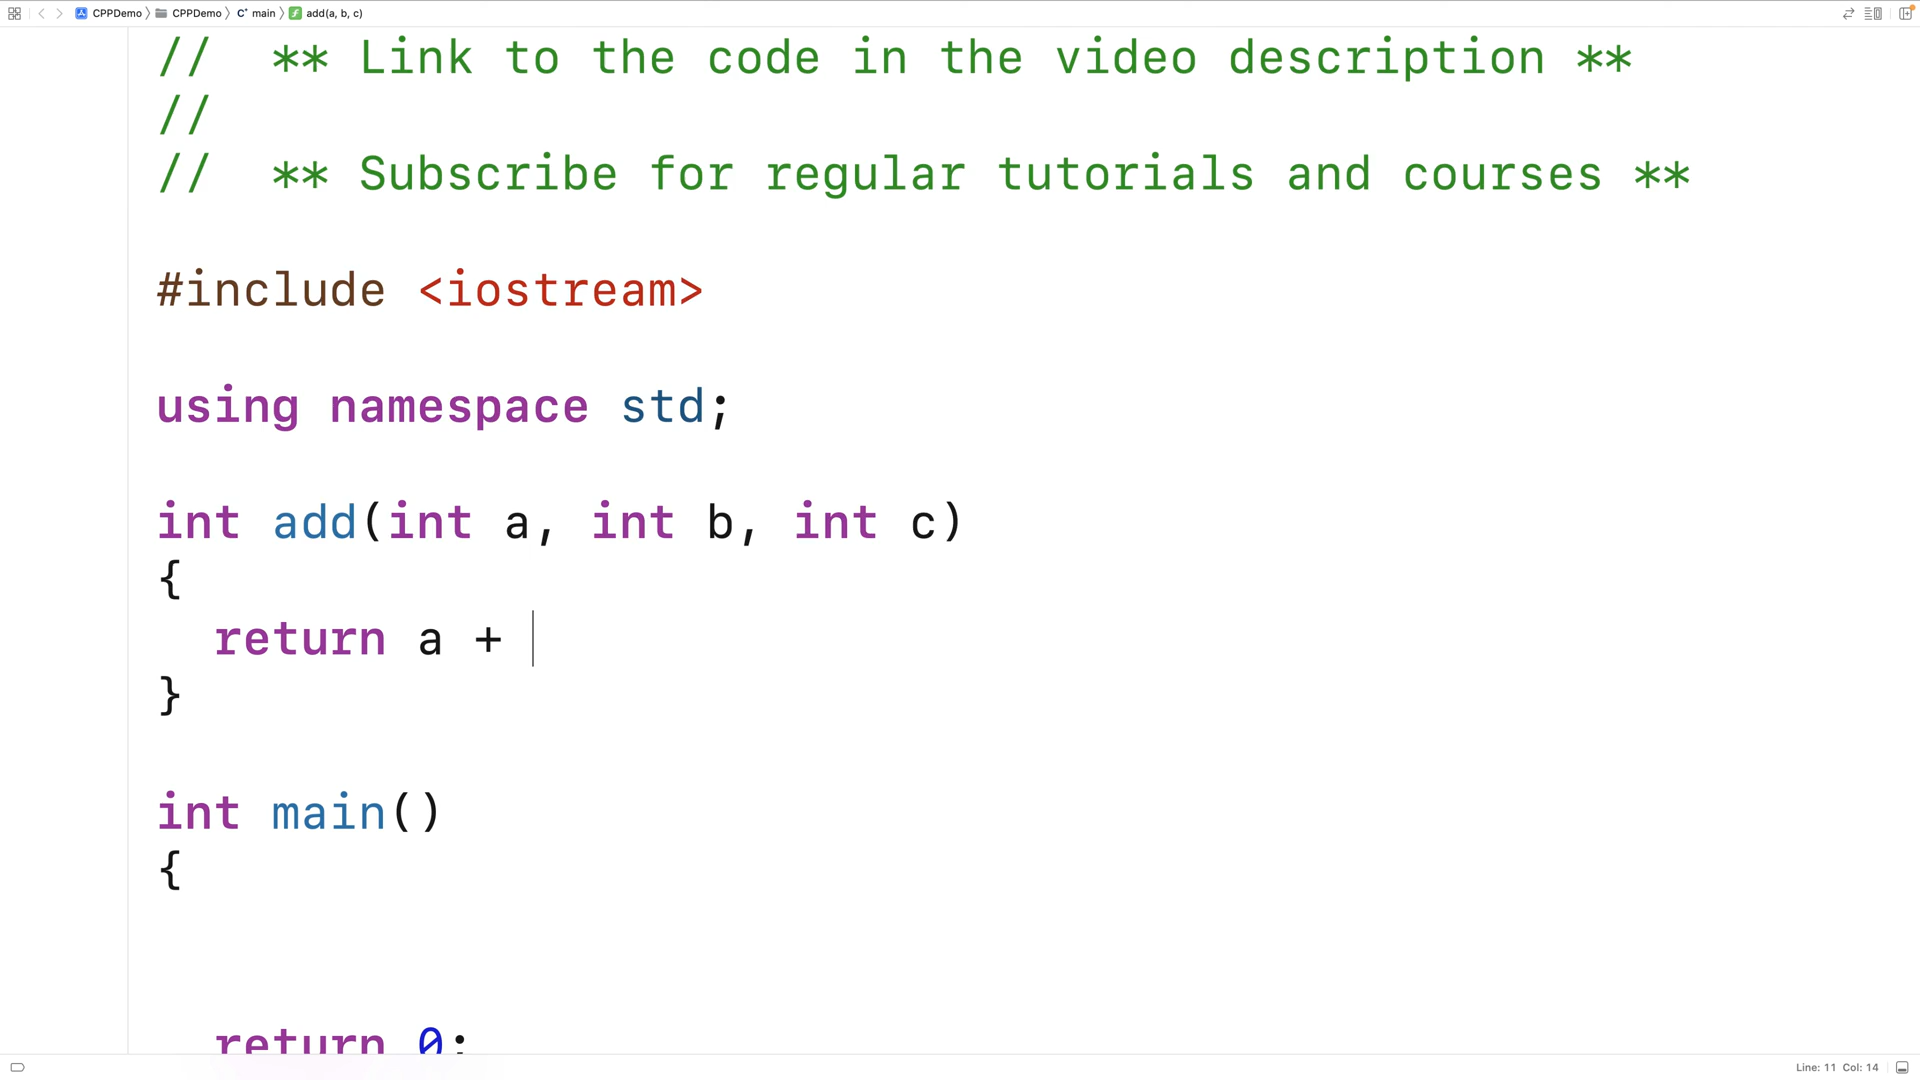 CPPDemo 〉 CPPDemo 〉 main 〉 add(a, b, c)
//  ** Link to the code in the video description **
//
//  ** Subscribe for regular tutorials and courses **
#include <iostream>
using namespace std;
int add(int a, int b, int c)
{
  return a +
}
int main()
{
  return 0;
Line: 11 Col: 14